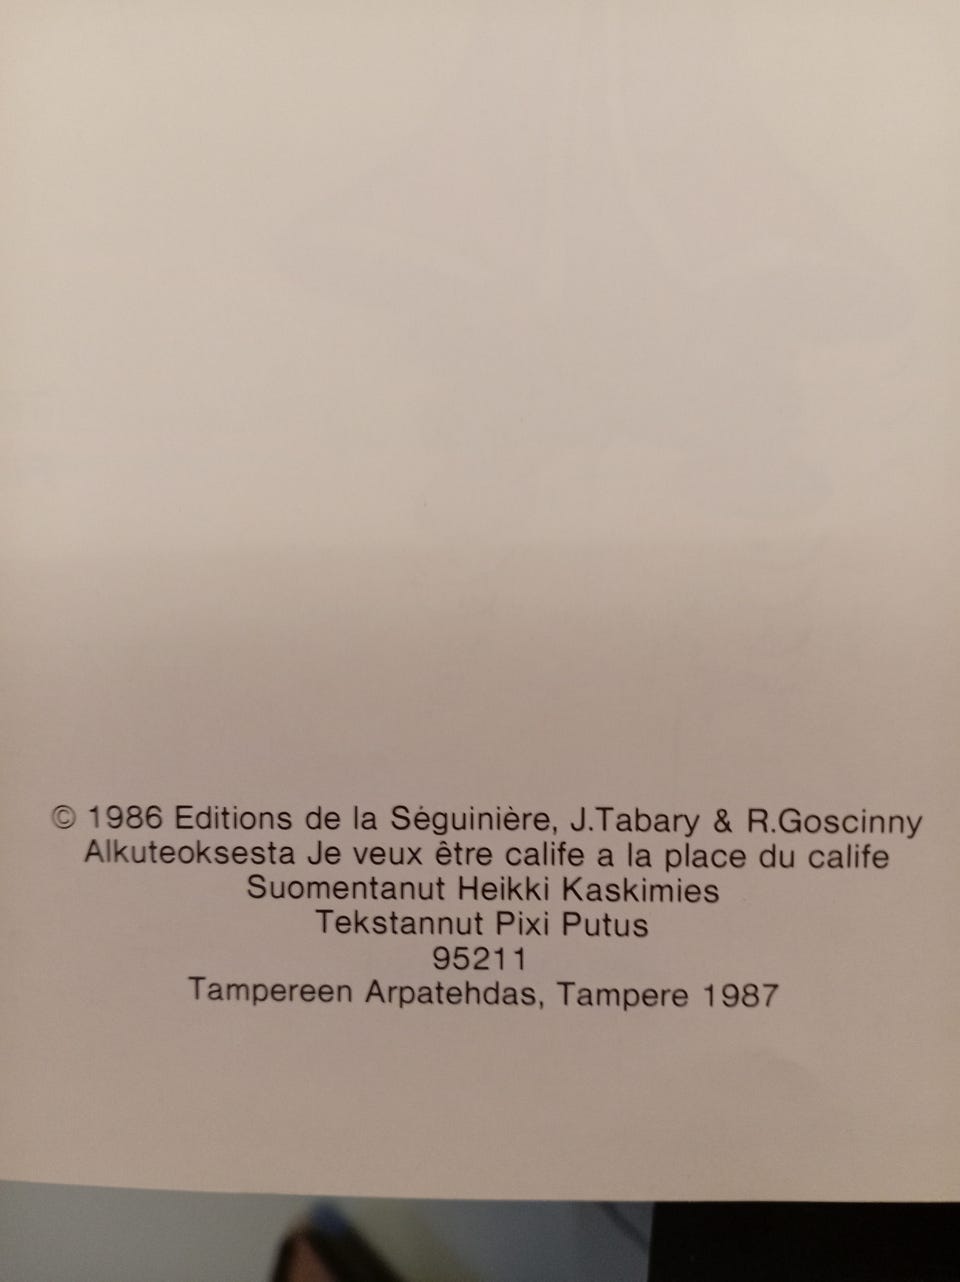 © 1986 Editions de la Séguinière, J.Tabary & R.Goscinny
Alkuteoksesta Je veux être calife a la place du calife
Suomentanut Heikki Kaskimies
Tekstannut Pixi Putus
95211
Tampereen Arpatehdas, Tampere 1987